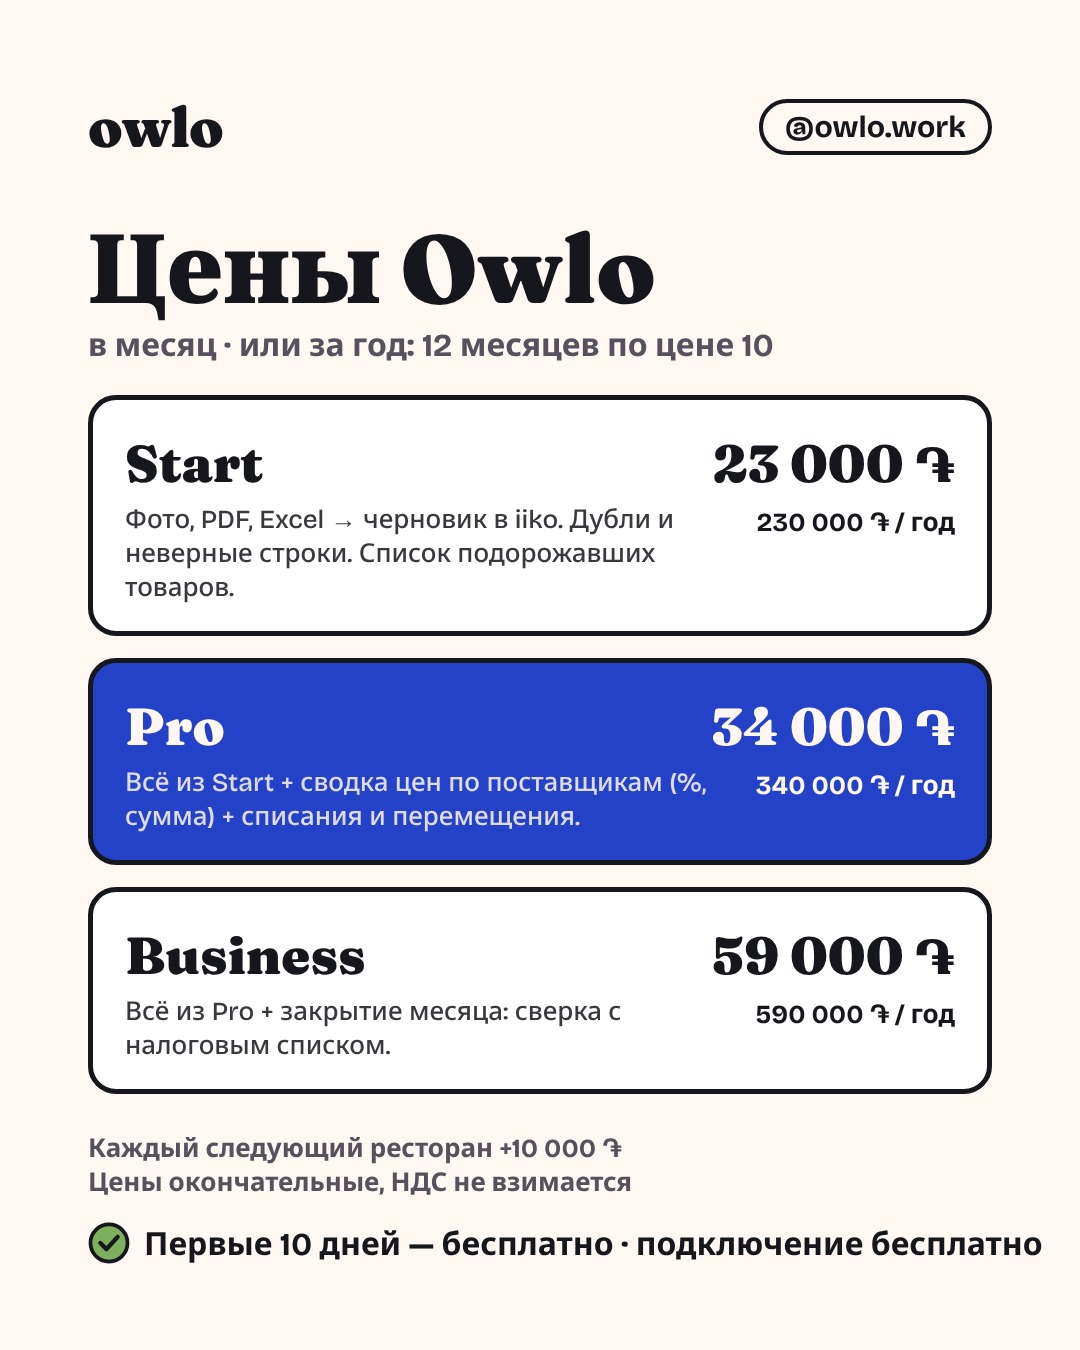 owlo
@owlo.work
Цены Owlo
в месяц · или за год: 12 месяцев по цене 10
Start
23 000 ֏
Фото, PDF, Excel → черновик в iiko. Дубли и
неверные строки. Список подорожавших
товаров.
230 000 ֏ / год
Pro
34 000 ֏
Всё из Start + сводка цен по поставщикам (%,
сумма) + списания и перемещения.
340 000 ֏ / год
Business
59 000 ֏
Всё из Pro + закрытие месяца: сверка с
налоговым списком.
590 000 ֏ / год
Каждый следующий ресторан +10 000 ֏
Цены окончательные, НДС не взимается
Первые 10 дней — бесплатно · подключение бесплатно